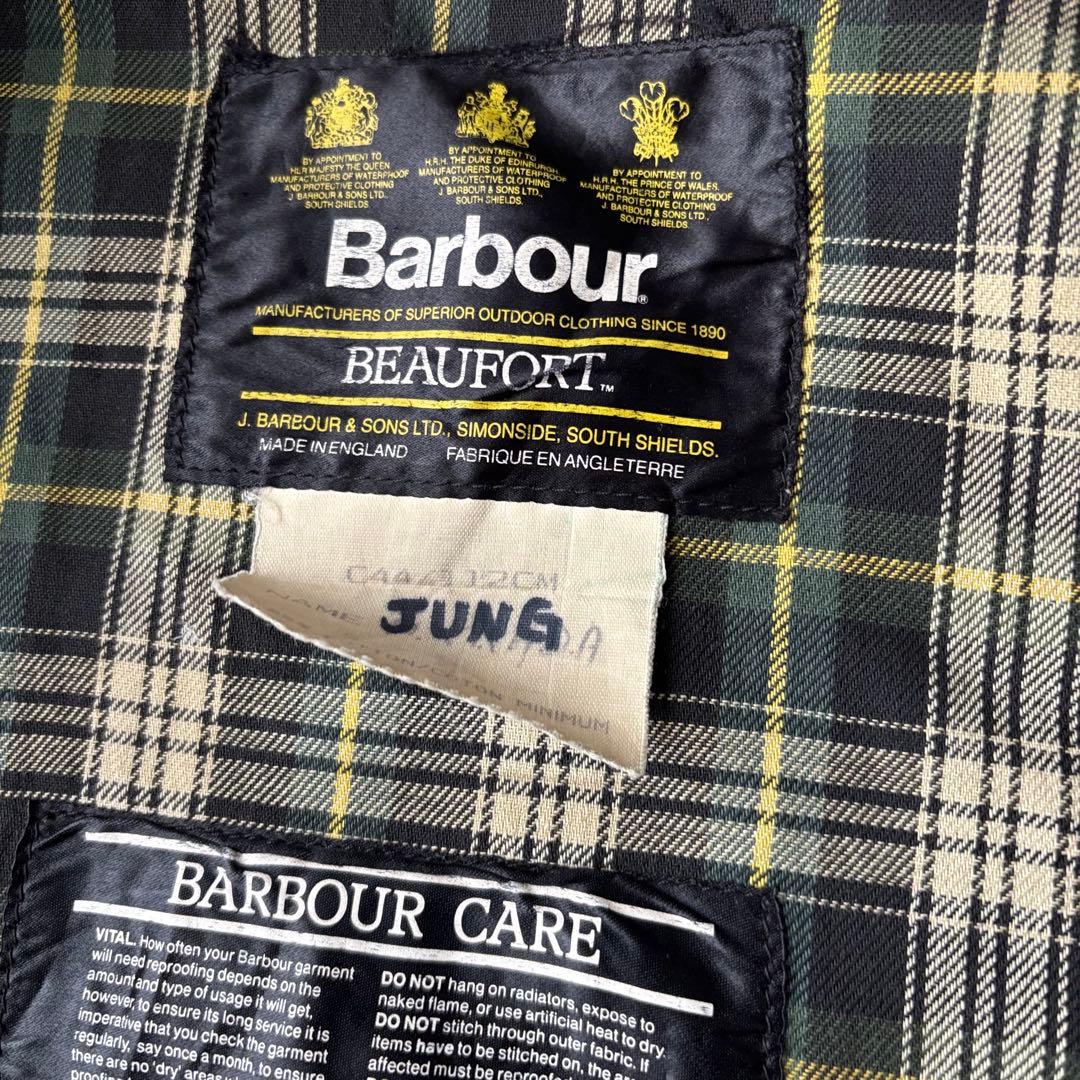 BY APPOINTMENT TO
HER MAJESTY THE QUEEN
MANUFACTURERS OF WATERPROOF
AND PROTECTIVE CLOTHING
J. BARBOUR & SONS LTD.,
SOUTH SHIELDS
BY APPOINTMENT TO
H.R.H. THE DUKE OF EDINBURGH
MANUFACTURERS OF WATERPROOF
AND PROTECTIVE CLOTHING
J. BARBOUR & SONS LTD.,
SOUTH SHIELDS.
BY APPOINTMENT TO
H.R.H. THE PRINCE OF WALES.
MANUFACTURERS OF WATERPROOF
AND PROTECTIVE CLOTHING
J. BARBOUR & SONS LTD.,
SOUTH SHIELDS.
Barbour®
MANUFACTURERS OF SUPERIOR OUTDOOR CLOTHING SINCE 1890
BEAUFORT™
J. BARBOUR & SONS LTD., SIMONSIDE, SOUTH SHIELDS.
MADE IN ENGLAND FABRIQUE EN ANGLETERRE
C44/112CM
NAME JUNG
MINIMUM
BARBOUR CARE
VITAL. How often your Barbour garment
will need reproofing depends on the
amount and type of usage it will get,
however, to ensure its long service it is
imperative that you check the garment
regularly, say once a month, to ensure
there are no 'dry' areas
DO NOT hang on radiators, expose to
naked flame, or use artificial heat to dry.
DO NOT stitch through outer fabric. If
items have to be stitched on, the
affected must be reproofed